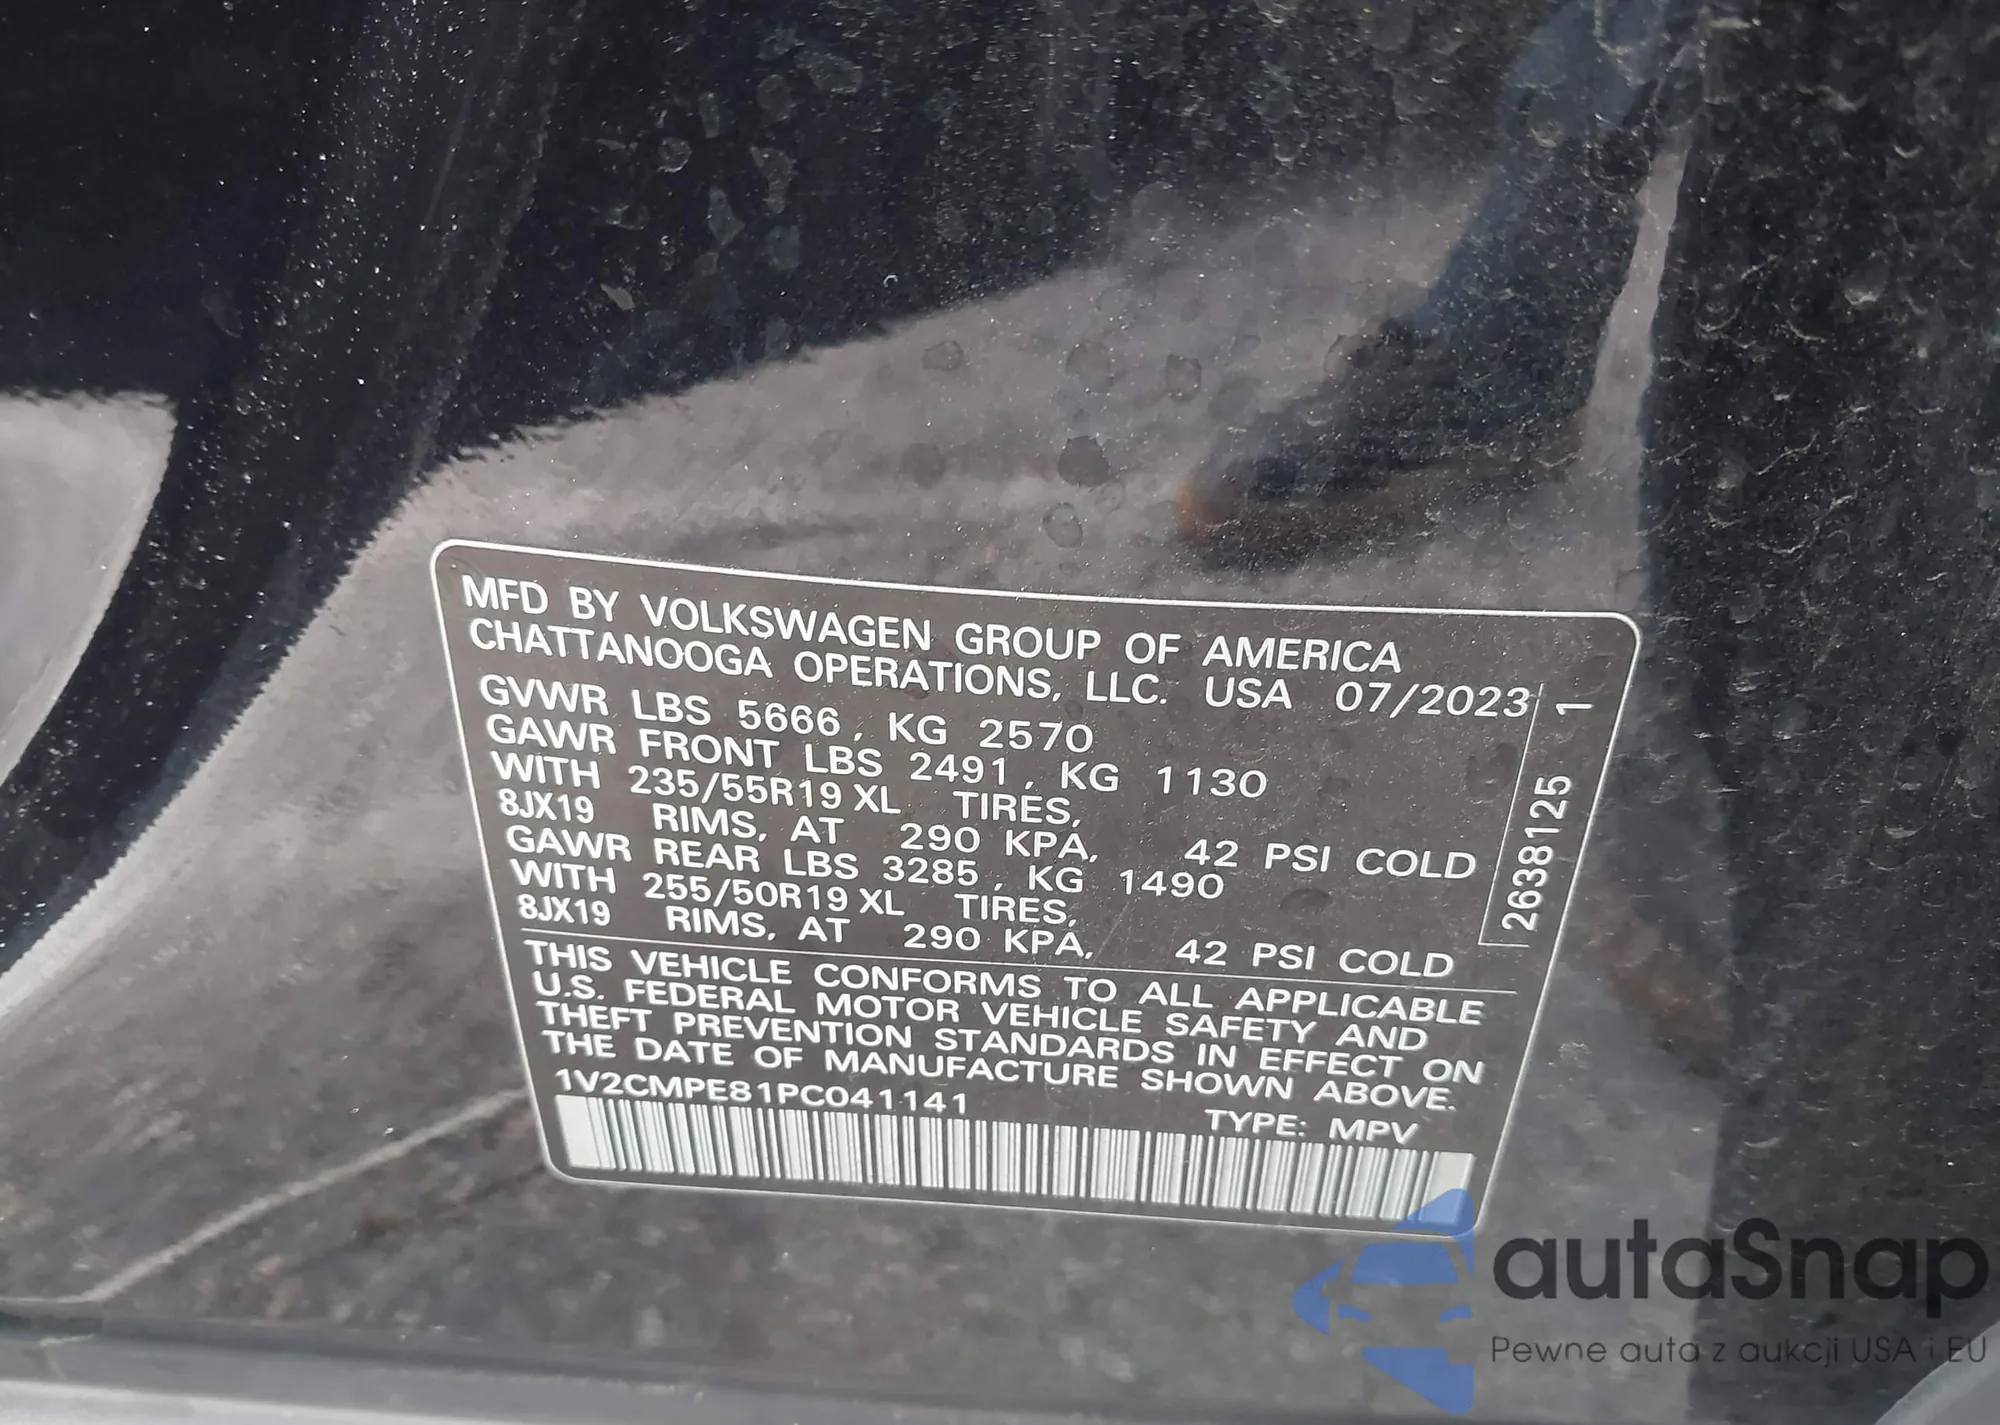 MFD BY VOLKSWAGEN GROUP OF AMERICA
CHATTANOOGA OPERATIONS, LLC. USA 07/2023
GVWR LBS 5666, KG 2570
GAWR FRONT LBS 2491, KG 1130
WITH 235/55R19 XL TIRES,
8JX19 RIMS, AT 290 KPA, 42 PSI COLD
GAWR REAR LBS 3285, KG 1490
WITH 255/50R19 XL TIRES,
8JX19 RIMS, AT 290 KPA, 42 PSI COLD
2638125 1
THIS VEHICLE CONFORMS TO ALL APPLICABLE
U.S. FEDERAL MOTOR VEHICLE SAFETY AND
THEFT PREVENTION STANDARDS IN EFFECT ON
THE DATE OF MANUFACTURE SHOWN ABOVE.
1V2CMPE81PC041141
TYPE: MPV
autaSnap
Pewne auta z aukcji USA i EU